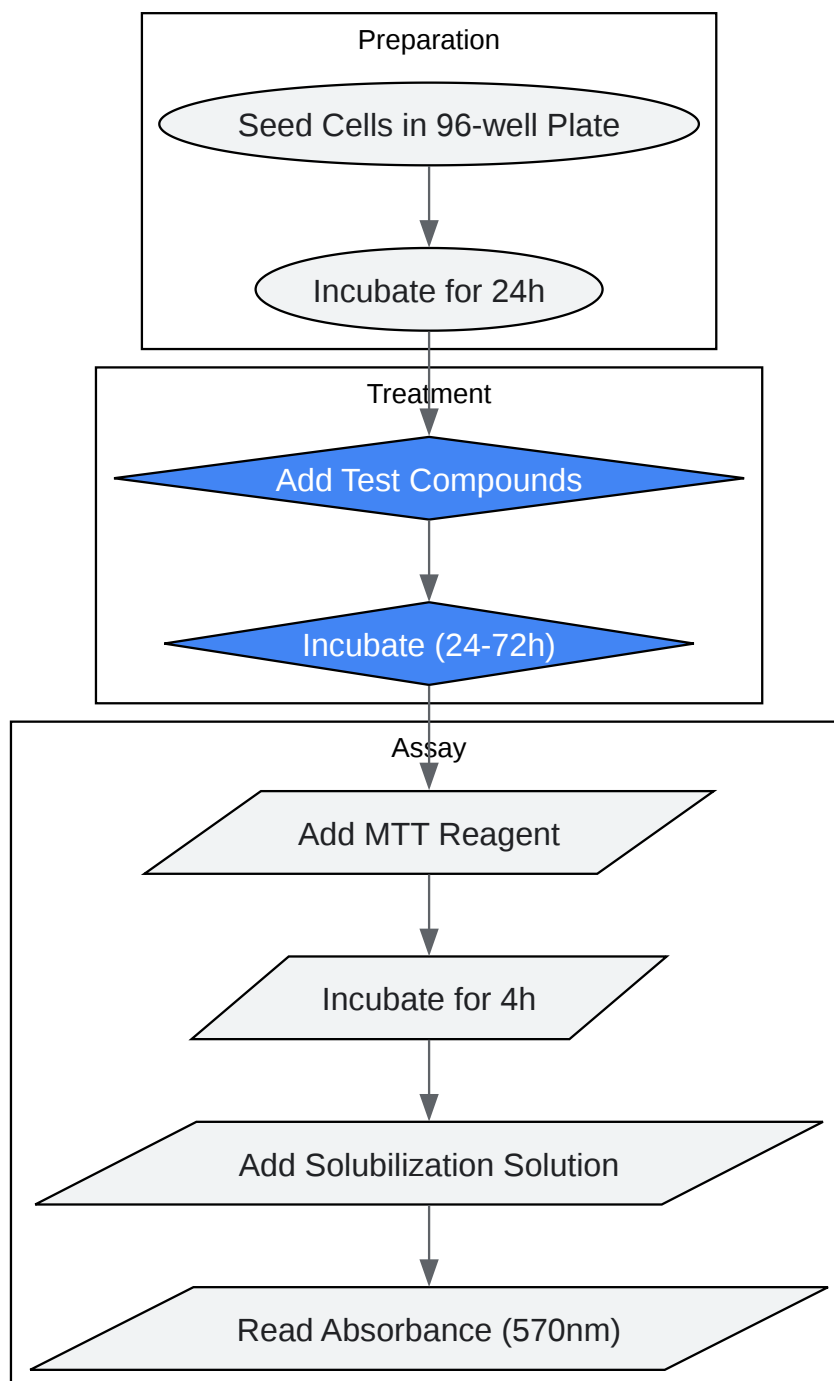 Preparation
Seed Cells in 96-well Plate
Incubate for 24h
Treatment
Add Test Compounds
Incubate (24-72h)
Assay
Add MTT Reagent
Incubate for 4h
Add Solubilization Solution
Read Absorbance (570nm)